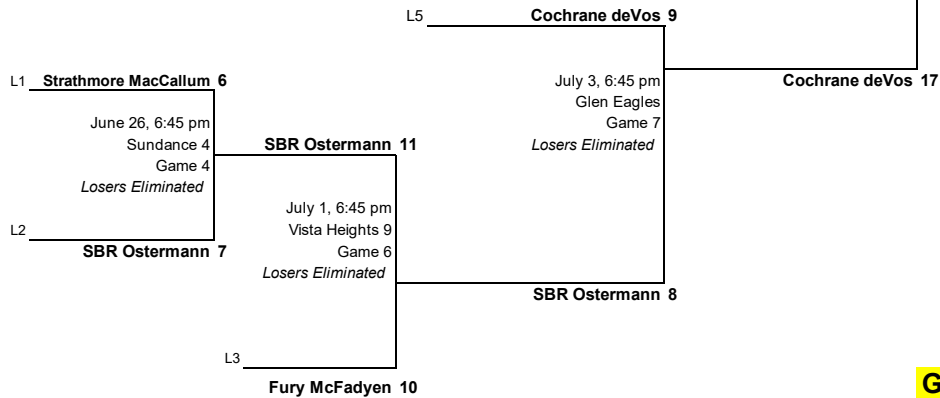 L5 Cochrane deVos 9
L1 Strathmore MacCallum 6
July 3, 6:45 pm
Cochrane deVos 17
Glen Eagles
June 26, 6:45 pm
Game 7
Sundance 4
SBR Ostermann 11
Losers Eliminated
Game 4
Losers Eliminated
July 1, 6:45 pm
L2
Vista Heights 9
SBR Ostermann 7
Game 6
Losers Eliminated
SBR Ostermann 8
L3
Fury McFadyen 10
G